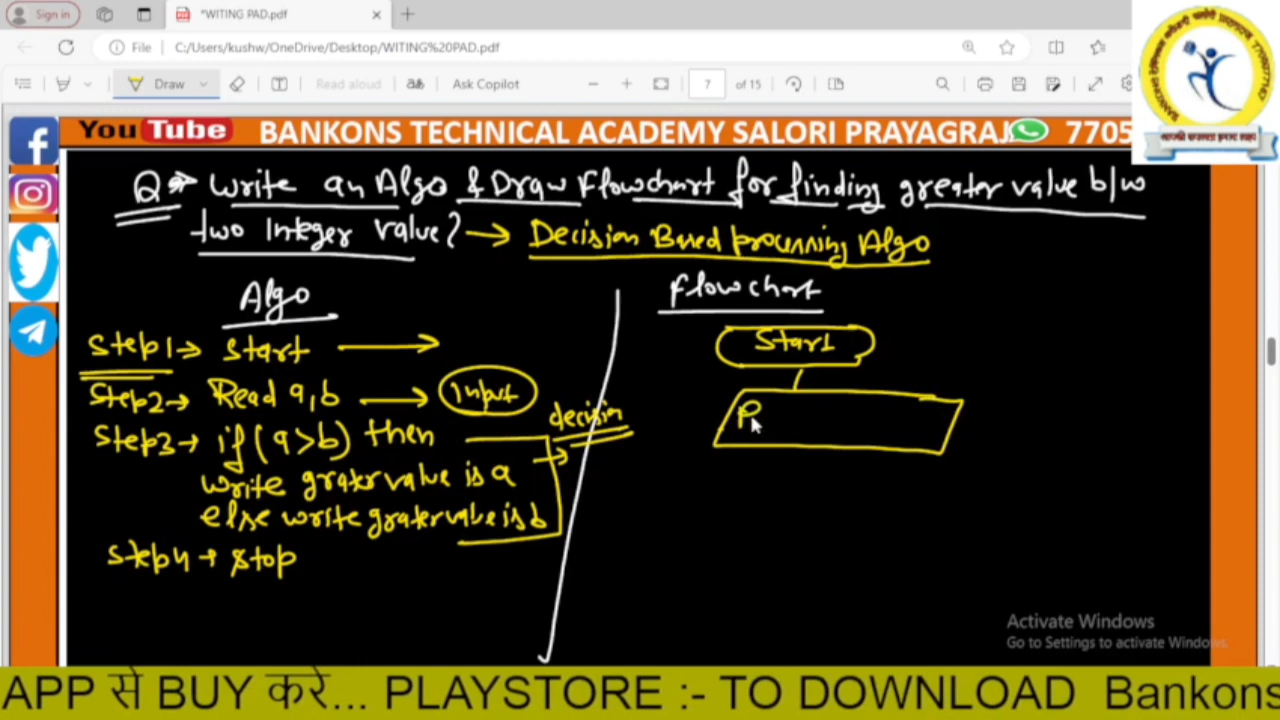 Sign in
*WITING PAD.pdf
File
C:/Users/kushw/OneDrive/Desktop/WITING%20PAD.pdf
Draw
Read aloud
Ask Copilot
7 of 15
You Tube BANKONS TECHNICAL ACADEMY SALORI PRAYAGRAJ 7705
Q→ Write an Algo & Draw Flowchart for finding greater value b/w
two Integer value? → Decision Based processing Algo
Algo
Step1→ Start →
Step2→ Read a,b → Input
Step3→ if (a>b) then
decision
write grater value is a
else write grater value is b
Step4→ Stop
Flowchart
Start
R
Activate Windows
Go to Settings to activate Windows.
APP से BUY करे... PLAYSTORE :- TO DOWNLOAD Bankons